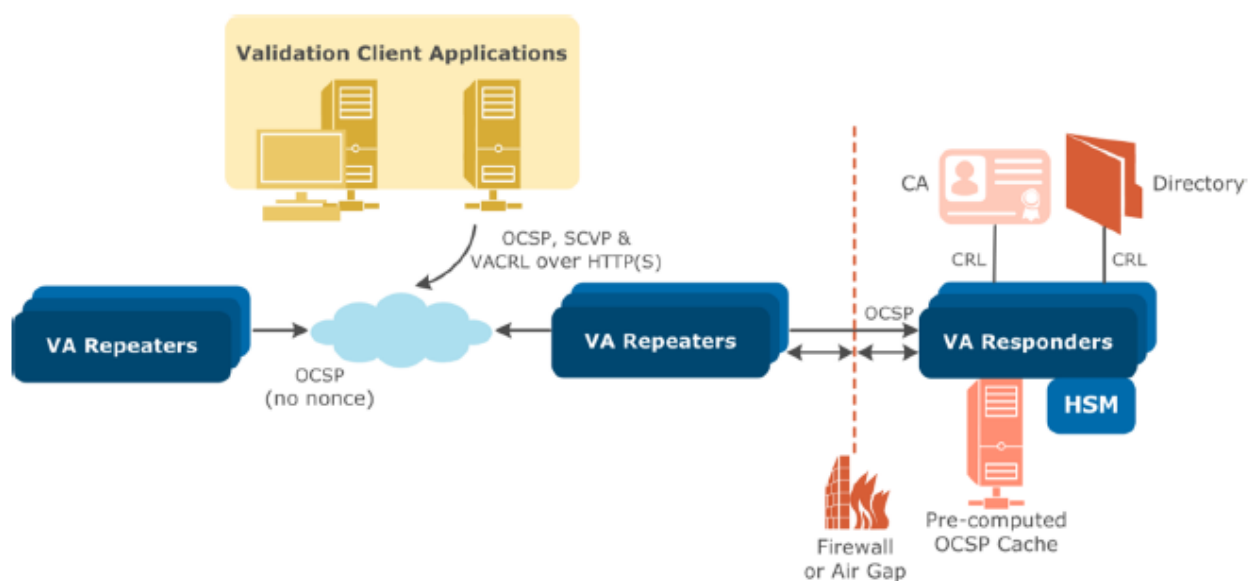 Validation Client Applications
OCSP, SCVP &
VACRL over HTTP(S)
CA
Directory
CRL
CRL
VA Repeaters
OCSP
(no nonce)
VA Repeaters
OCSP
VA Responders
HSM
Pre-computed
OCSP Cache
Firewall
or Air Gap